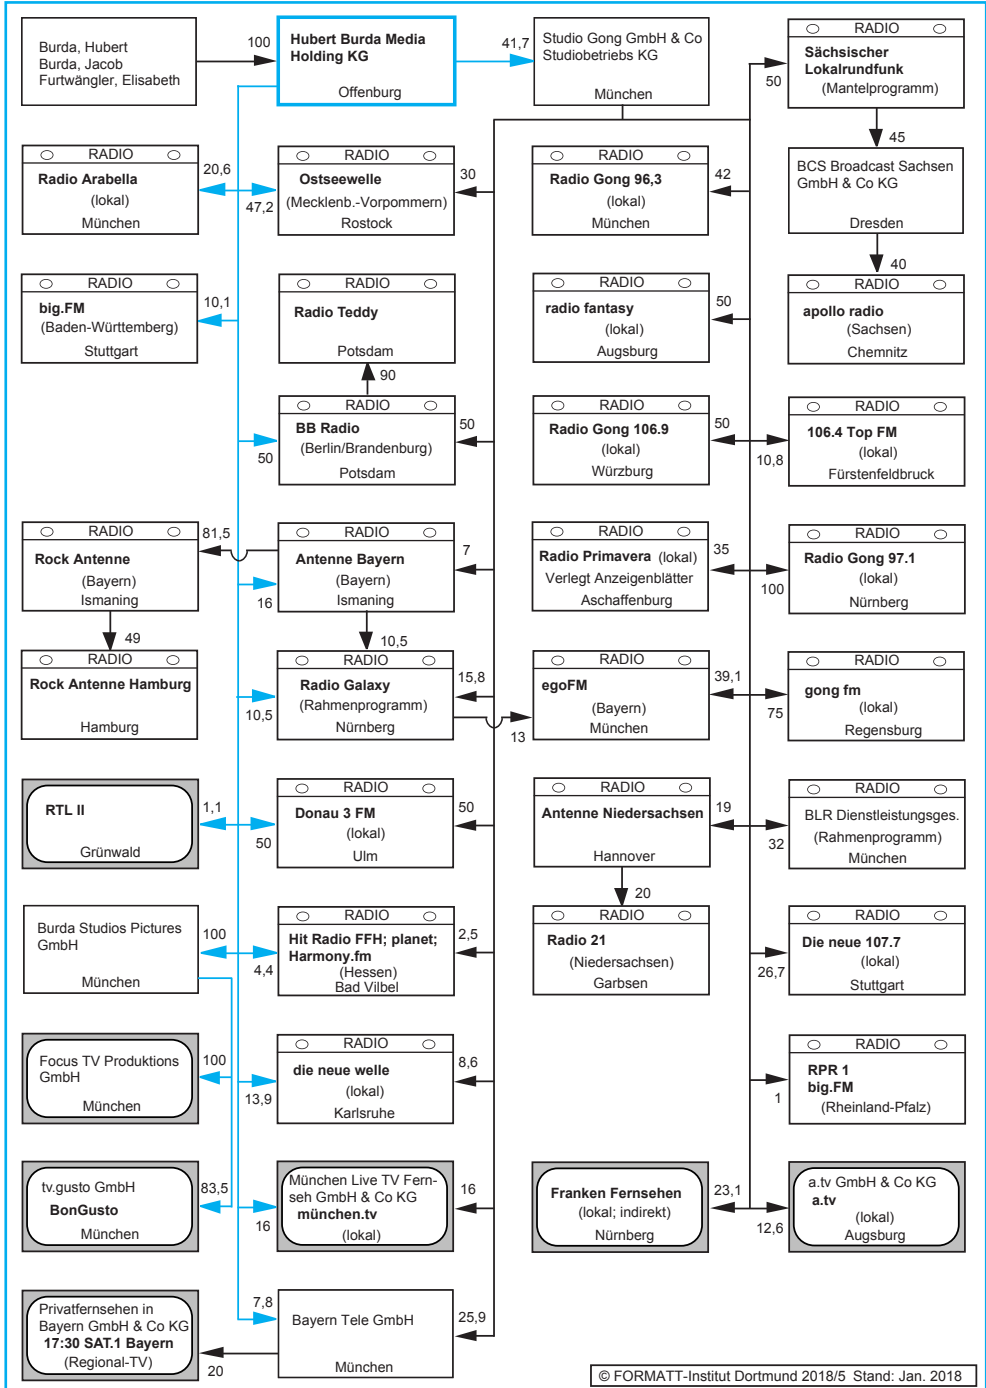 Burda, Hubert
Burda, Jacob
Furtwängler, Elisabeth
100
Hubert Burda Media
Holding KG
Offenburg
41,7
Studio Gong GmbH & Co
Studiobetriebs KG
München
50
RADIO
Sächsischer
Lokalrundfunk
(Mantelprogramm)
45
BCS Broadcast Sachsen
GmbH & Co KG
Dresden
40
RADIO
Radio Arabella
(lokal)
München
20,6
47,2
RADIO
Ostseewelle
(Mecklenb.-Vorpommern)
Rostock
30
RADIO
Radio Gong 96,3
(lokal)
München
42
RADIO
big.FM
(Baden-Württemberg)
Stuttgart
10,1
RADIO
Radio Teddy
Potsdam
90
RADIO
radio fantasy
(lokal)
Augsburg
50
RADIO
apollo radio
(Sachsen)
Chemnitz
RADIO
BB Radio
(Berlin/Brandenburg)
Potsdam
50
50
RADIO
Radio Gong 106.9
(lokal)
Würzburg
50
10,8
RADIO
106.4 Top FM
(lokal)
Fürstenfeldbruck
RADIO
Rock Antenne
(Bayern)
Ismaning
81,5
49
RADIO
Antenne Bayern
(Bayern)
Ismaning
16
7
10,5
RADIO
Radio Primavera (lokal)
Verlegt Anzeigenblätter
Aschaffenburg
35
100
RADIO
Radio Gong 97.1
(lokal)
Nürnberg
RADIO
Rock Antenne Hamburg
Hamburg
10,5
RADIO
Radio Galaxy
(Rahmenprogramm)
Nürnberg
15,8
13
RADIO
egoFM
(Bayern)
München
39,1
75
RADIO
gong fm
(lokal)
Regensburg
RTL II
Grünwald
1,1
50
RADIO
Donau 3 FM
(lokal)
Ulm
50
RADIO
Antenne Niedersachsen
Hannover
19
32
20
RADIO
BLR Dienstleistungsges.
(Rahmenprogramm)
München
Burda Studios Pictures
GmbH
München
100
4,4
RADIO
Hit Radio FFH; planet;
Harmony.fm
(Hessen)
Bad Vilbel
2,5
RADIO
Radio 21
(Niedersachsen)
Garbsen
26,7
RADIO
Die neue 107.7
(lokal)
Stuttgart
Focus TV Produktions
GmbH
München
100
13,9
RADIO
die neue welle
(lokal)
Karlsruhe
8,6
1
RADIO
RPR 1
big.FM
(Rheinland-Pfalz)
tv.gusto GmbH
BonGusto
München
83,5
16
München Live TV Fern-
seh GmbH & Co KG
münchen.tv
(lokal)
16
Franken Fernsehen
(lokal; indirekt)
Nürnberg
23,1
12,6
a.tv GmbH & Co KG
a.tv
(lokal)
Augsburg
Privatfernsehen in
Bayern GmbH & Co KG
17:30 SAT.1 Bayern
(Regional-TV)
20
7,8
Bayern Tele GmbH
München
25,9
© FORMATT-Institut Dortmund 2018/5 Stand: Jan. 2018